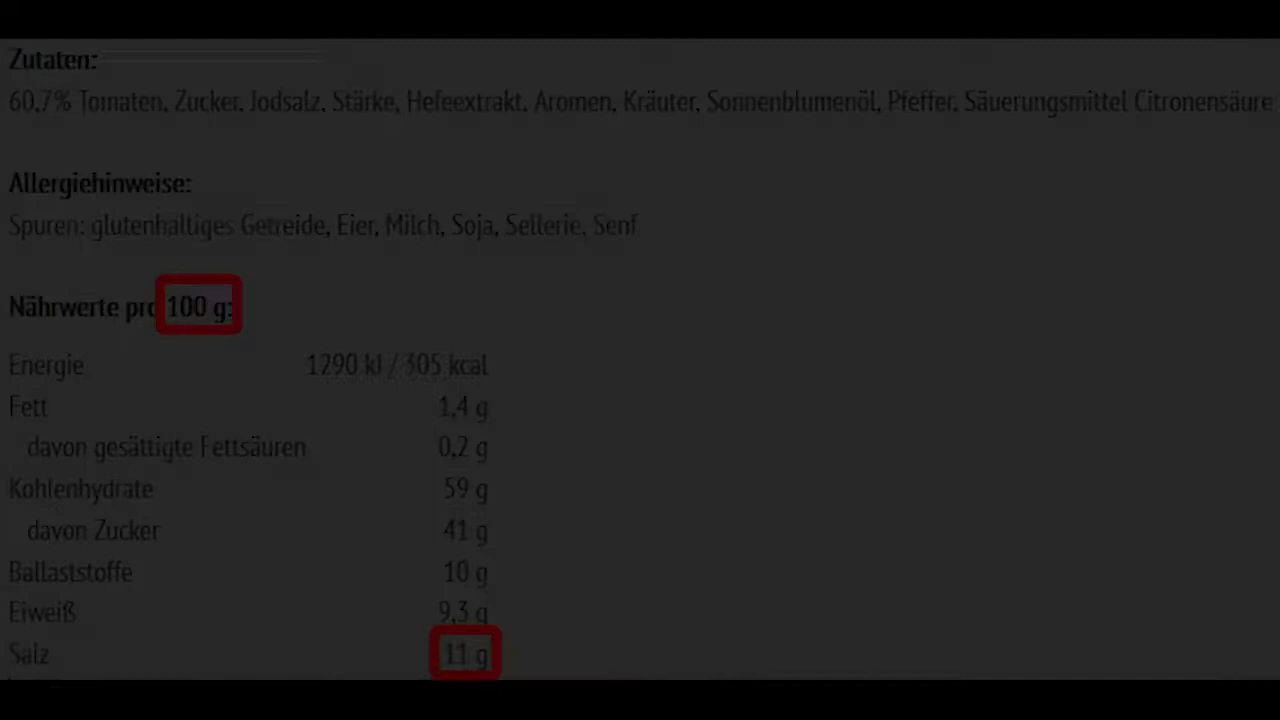 Zutaten:
60,7% Tomaten, Zucker, Jodsalz, Stärke, Hefeextrakt, Aromen, Kräuter, Sonnenblumenöl, Pfeffer, Säuerungsmittel Citronensäure
Allergiehinweise:
Spuren: glutenhaltiges Getreide, Eier, Milch, Soja, Sellerie, Senf
Nährwerte pro 100 g:
Energie 1290 kJ / 305 kcal
Fett 1,4 g
davon gesättigte Fettsäuren 0,2 g
Kohlenhydrate 59 g
davon Zucker 41 g
Ballaststoffe 10 g
Eiweiß 9,3 g
Salz 11 g